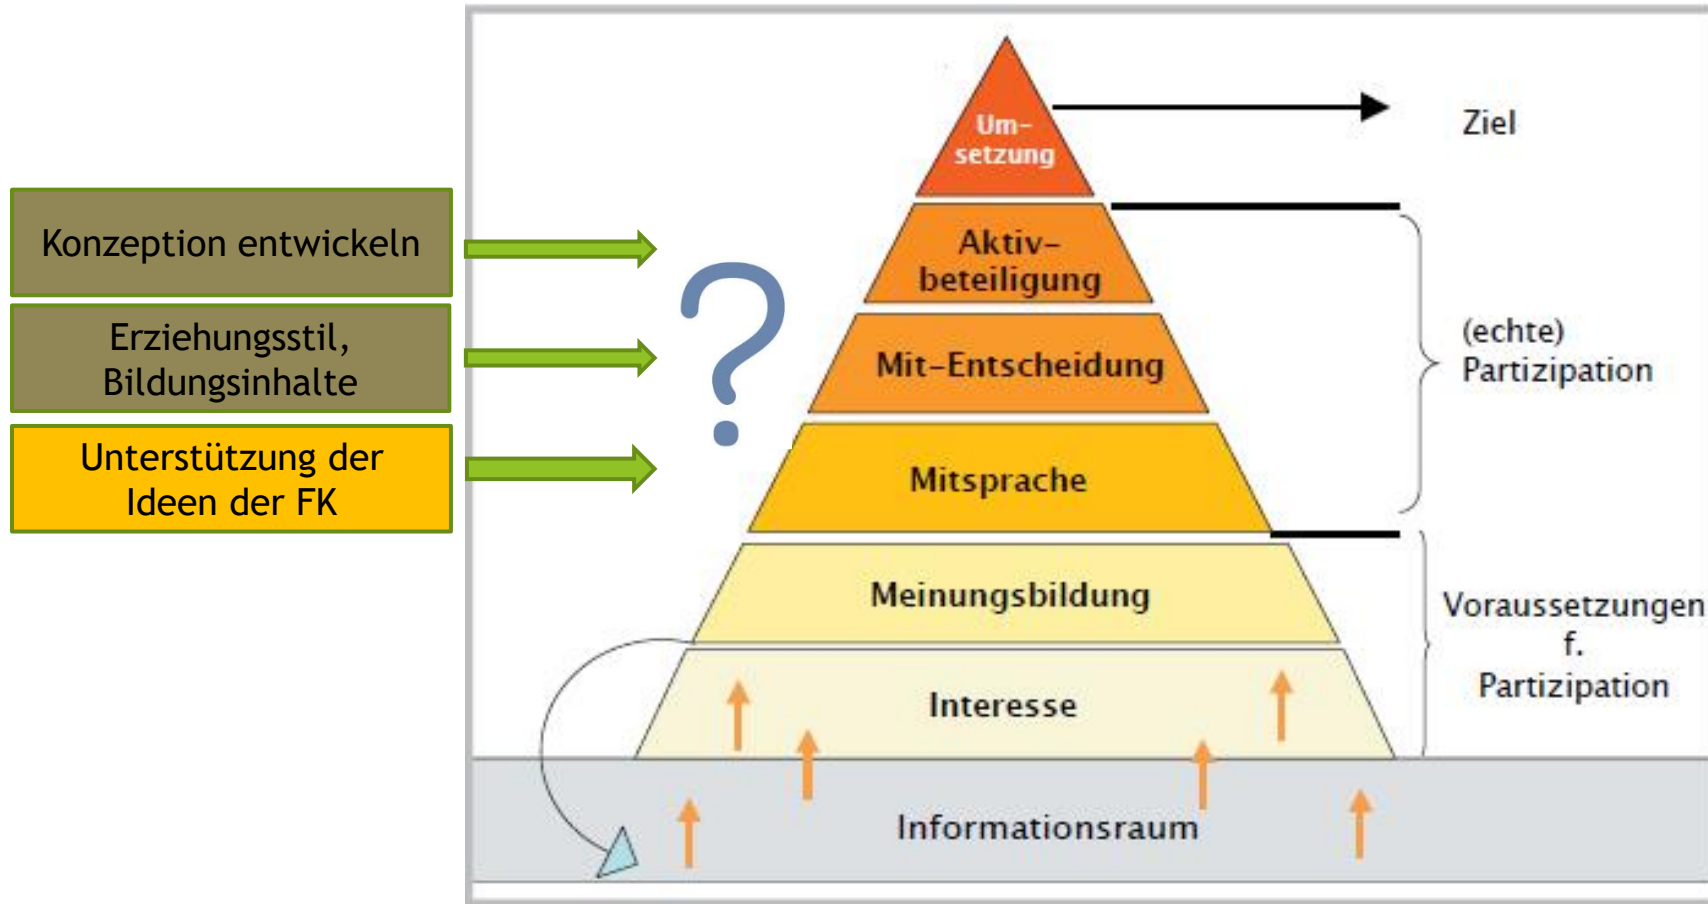 Konzeption entwickeln
Erziehungsstil,
Bildungsinhalte
Unterstützung der
Ideen der FK
?
Um-
setzung
Aktiv-
beteiligung
Mit-Entscheidung
Mitsprache
Meinungsbildung
Interesse
Informationsraum
Ziel
(echte)
Partizipation
Voraussetzungen
f.
Partizipation